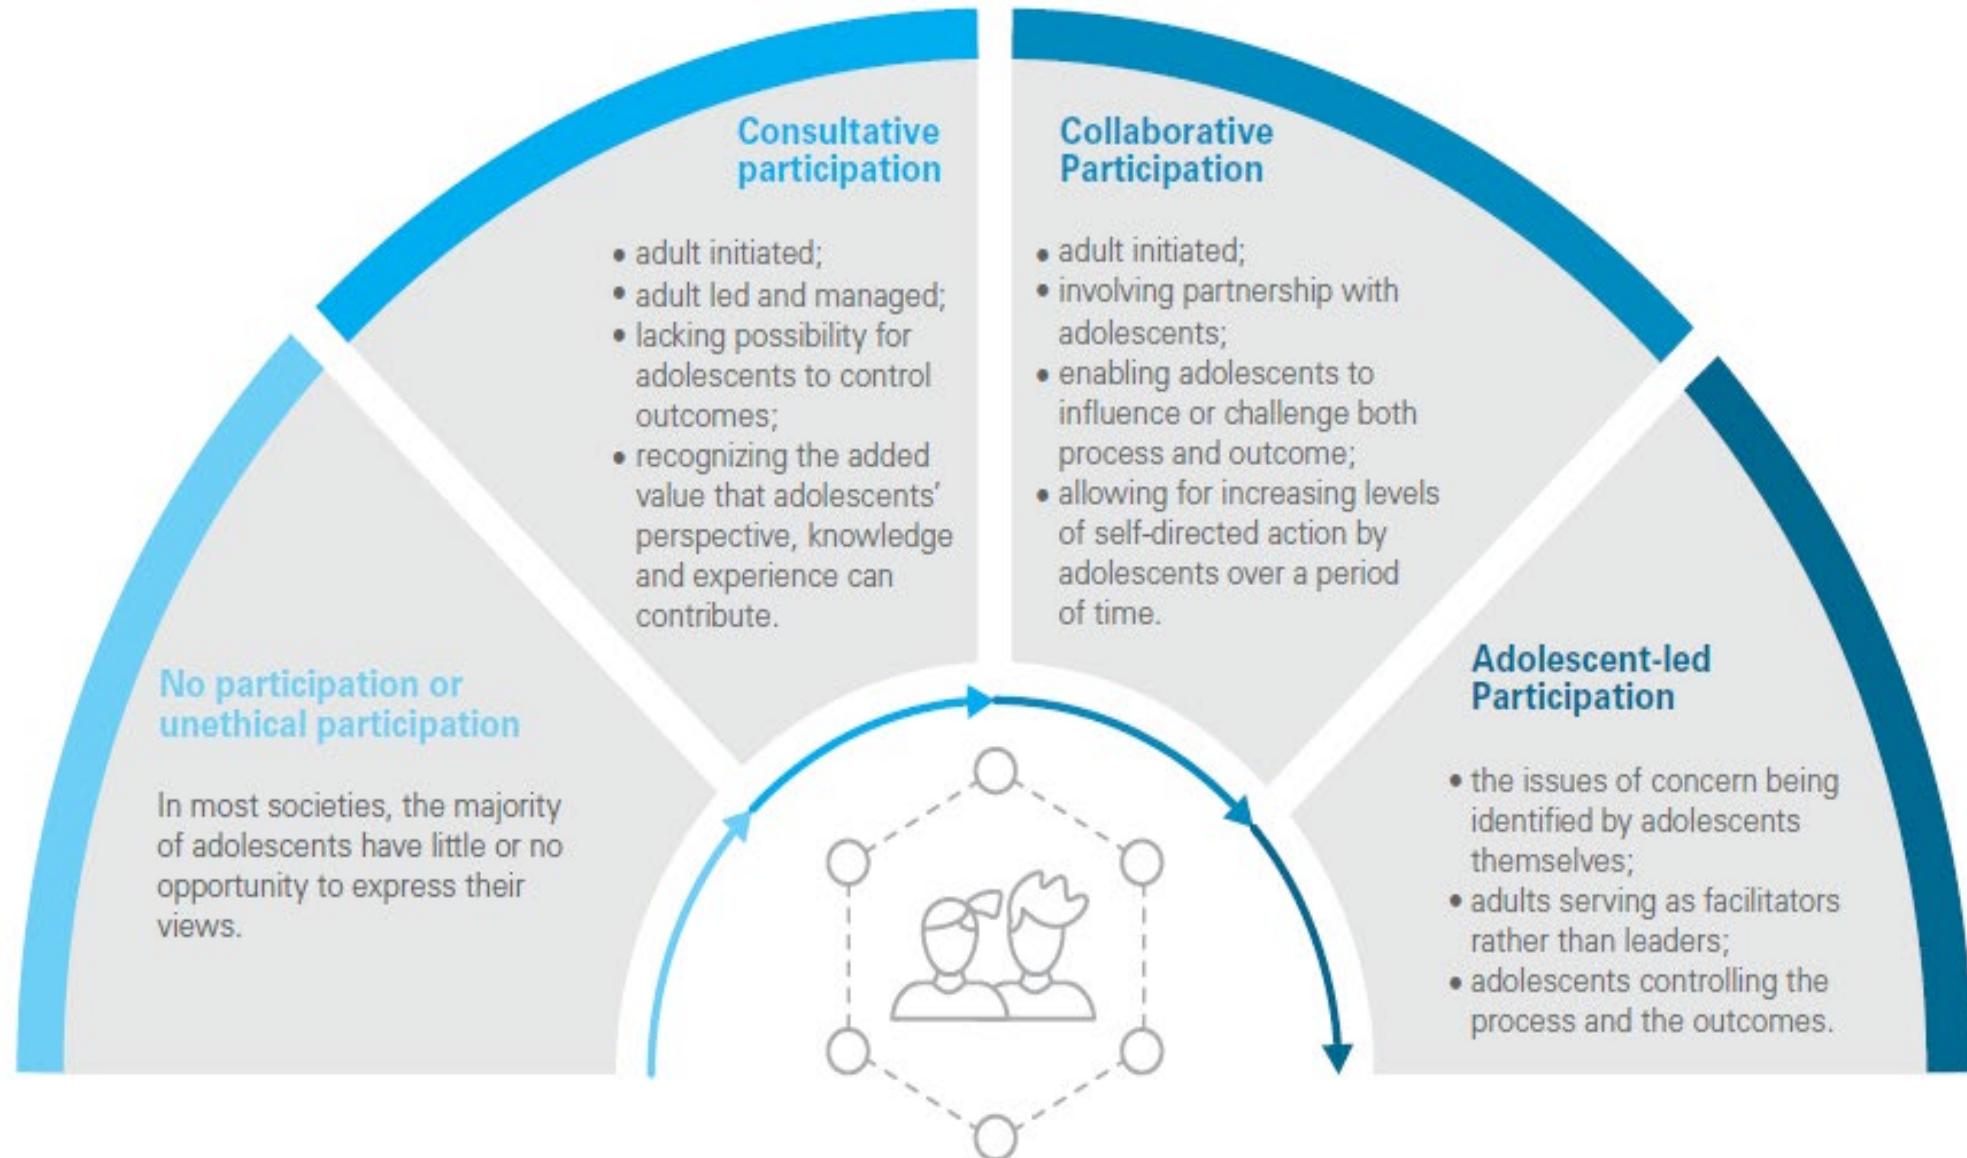 No participation or
unethical participation
In most societies, the majority
of adolescents have little or no
opportunity to express their
views.
Consultative
participation
• adult initiated;
• adult led and managed;
• lacking possibility for
adolescents to control
outcomes;
• recognizing the added
value that adolescents’
perspective, knowledge
and experience can
contribute.
Collaborative
Participation
• adult initiated;
• involving partnership with
adolescents;
• enabling adolescents to
influence or challenge both
process and outcome;
• allowing for increasing levels
of self-directed action by
adolescents over a period
of time.
Adolescent-led
Participation
• the issues of concern being
identified by adolescents
themselves;
• adults serving as facilitators
rather than leaders;
• adolescents controlling the
process and the outcomes.